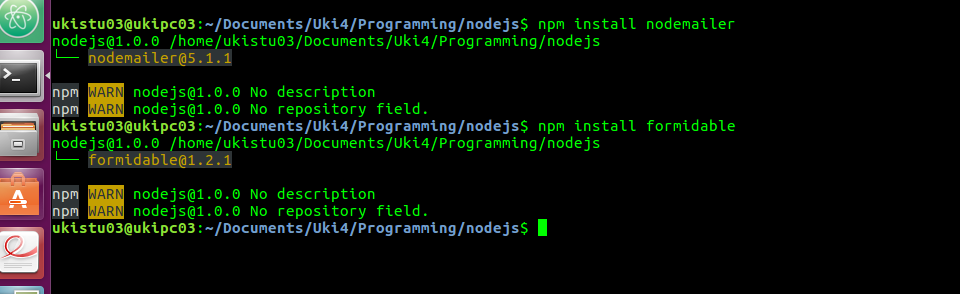 ukistu03@ukipc03:~/Documents/Uki4/Programming/nodejs$ npm install nodemailer
nodejs@1.0.0 /home/ukistu03/Documents/Uki4/Programming/nodejs
└── nodemailer@5.1.1
npm WARN nodejs@1.0.0 No description
npm WARN nodejs@1.0.0 No repository field.
ukistu03@ukipc03:~/Documents/Uki4/Programming/nodejs$ npm install formidable
nodejs@1.0.0 /home/ukistu03/Documents/Uki4/Programming/nodejs
└── formidable@1.2.1
npm WARN nodejs@1.0.0 No description
npm WARN nodejs@1.0.0 No repository field.
ukistu03@ukipc03:~/Documents/Uki4/Programming/nodejs$